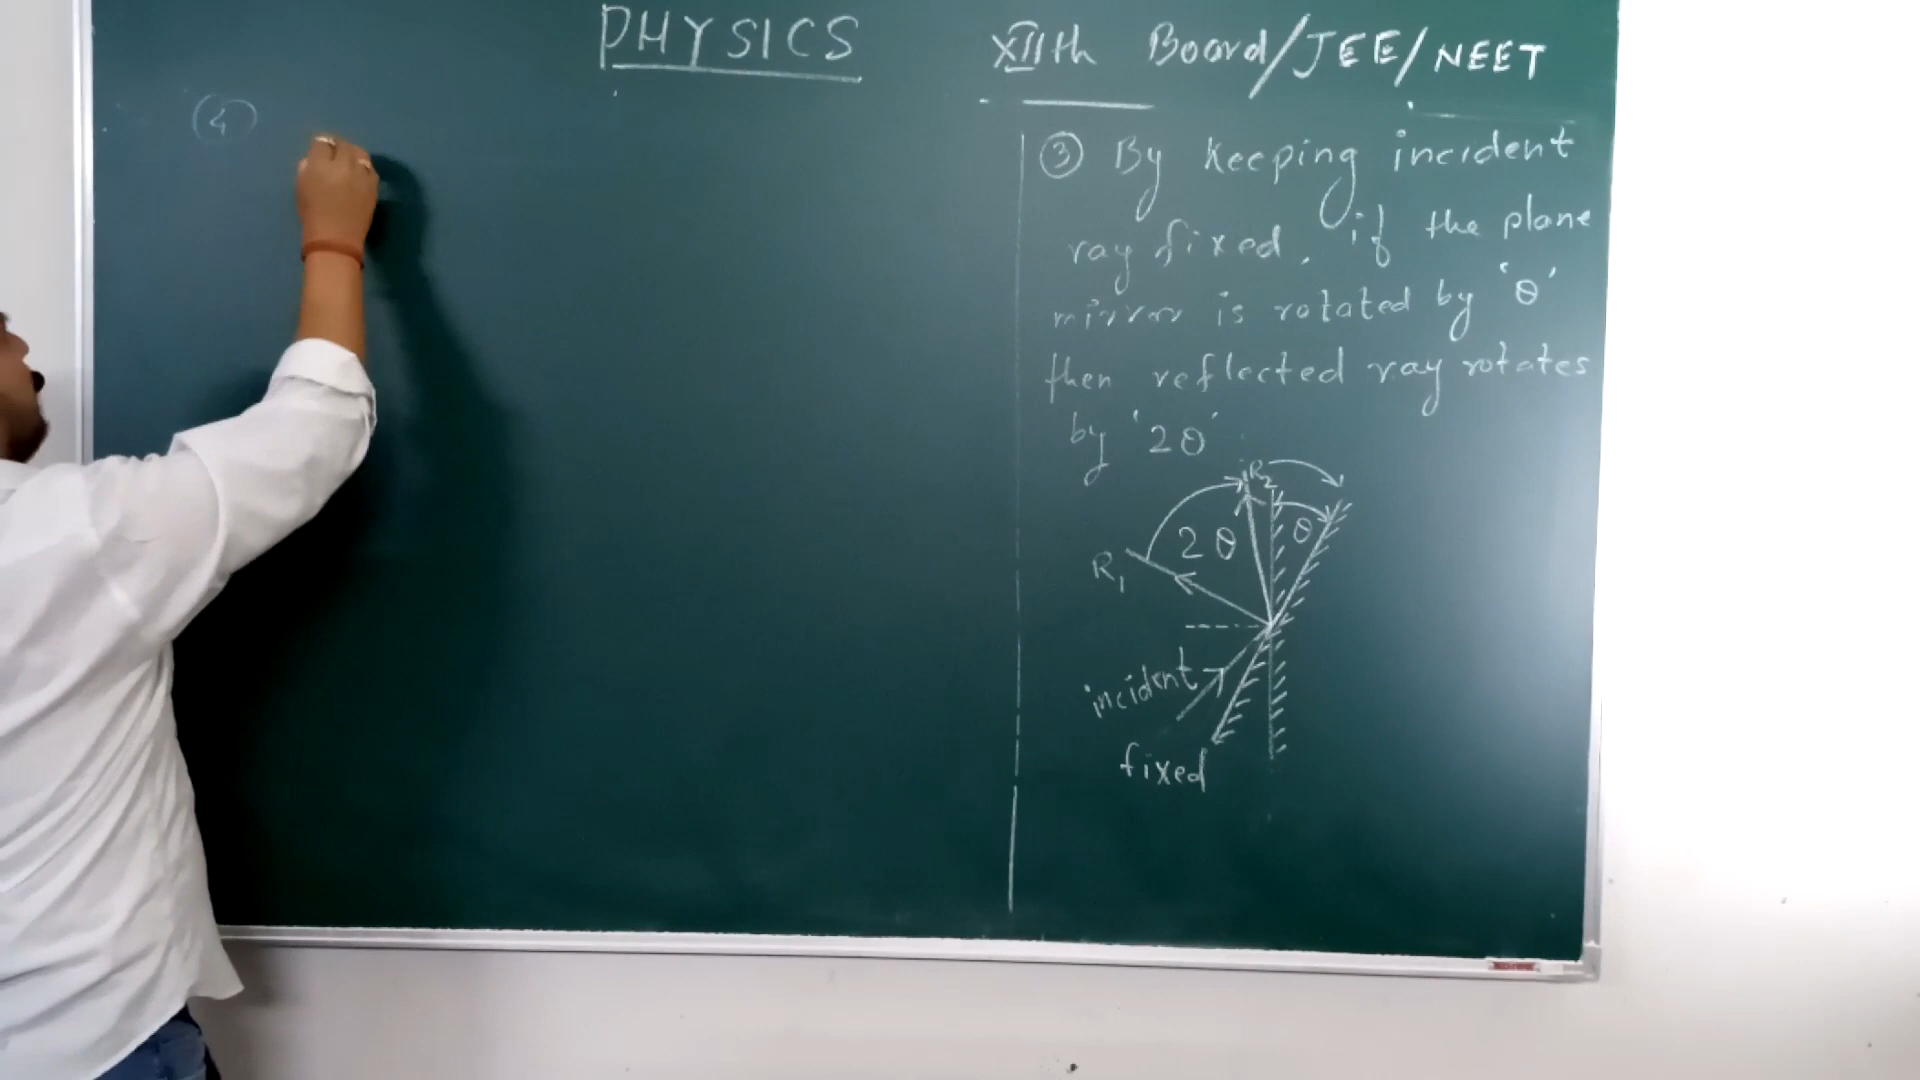 PHYSICS
XIIth Board/JEE/NEET
(4)
(3) By keeping incident
ray fixed, if the plane
mirror is rotated by 'θ'
then reflected ray rotates
by '2θ'
R2
2θ θ
R1
incident
fixed